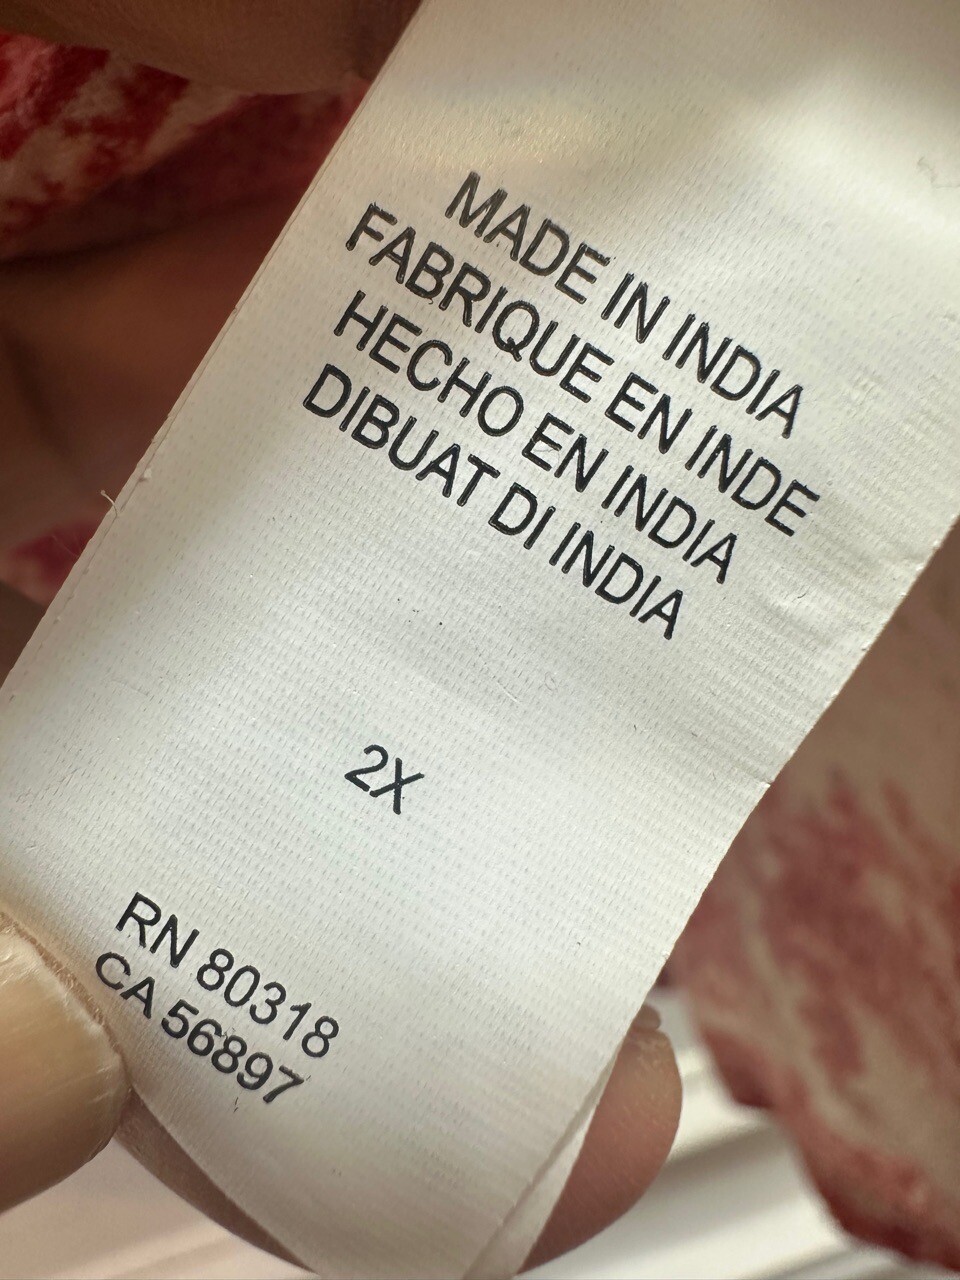 MADE IN INDIA
FABRIQUE EN INDE
HECHO EN INDIA
DIBUAT DI INDIA
2X
RN 80318
CA 56897